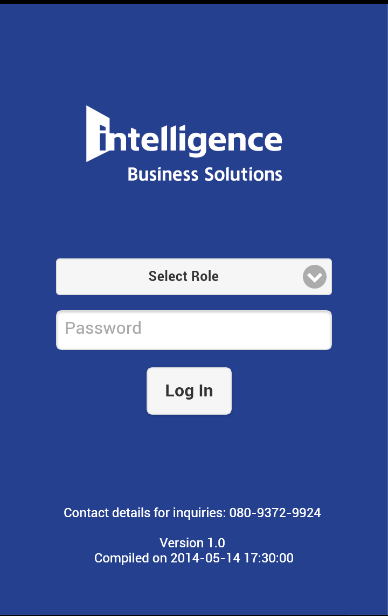 intelligence
Business Solutions
Select Role
Password
Log In
Contact details for inquiries: 080-9372-9924
Version 1.0
Compiled on 2014-05-14 17:30:00